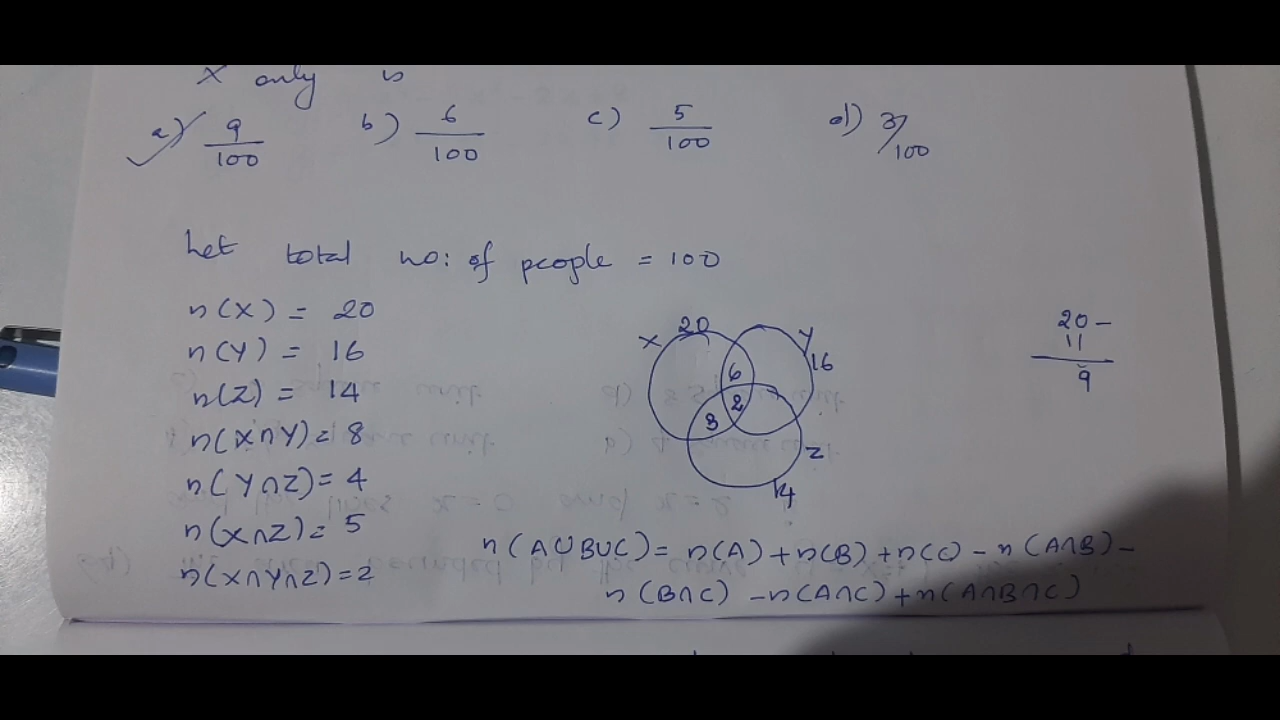 X only is
a) 9/100 b) 6/100 c) 5/100 d) 3/100
Let total no: of people = 100
n(X) = 20
n(Y) = 16
n(Z) = 14
n(X∩Y) = 8
n(Y∩Z) = 4
n(X∩Z) = 5
n(X∩Y∩Z) = 2
X 20 Y 16
6
2
3
Z
14
20 –
11
9
n(A∪B∪C) = n(A) + n(B) + n(C) – n(A∩B) –
n(B∩C) – n(A∩C) + n(A∩B∩C)